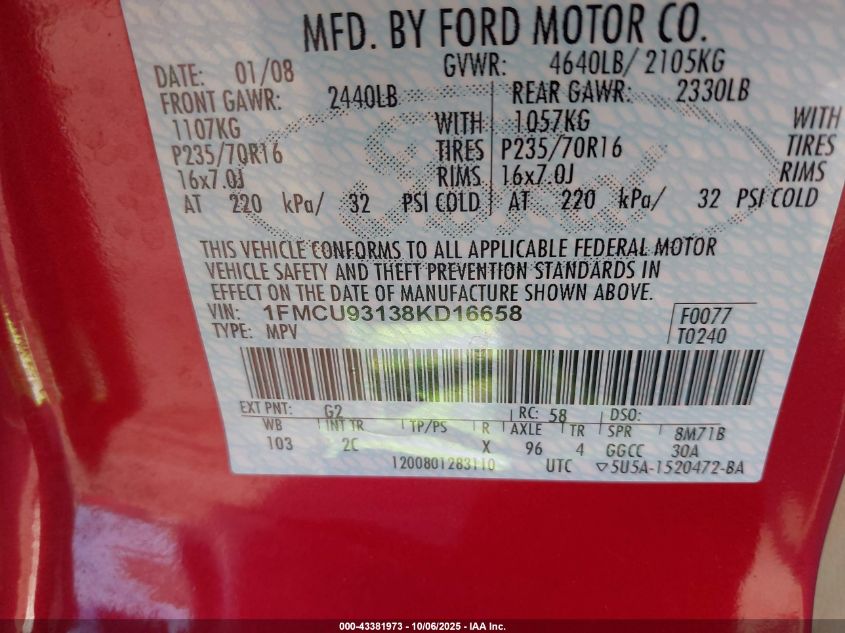 MFD. BY FORD MOTOR CO.
DATE: 01/08 GVWR: 4640LB/ 2105KG
FRONT GAWR: 2440LB REAR GAWR: 2330LB
1107KG WITH 1057KG WITH
P235/70R16 TIRES P235/70R16 TIRES
16x7.0J RIMS 16x7.0J RIMS
AT 220 kPa/ 32 PSI COLD AT 220 kPa/ 32 PSI COLD
THIS VEHICLE CONFORMS TO ALL APPLICABLE FEDERAL MOTOR
VEHICLE SAFETY AND THEFT PREVENTION STANDARDS IN
EFFECT ON THE DATE OF MANUFACTURE SHOWN ABOVE.
VIN: 1FMCU93138KD16658 F0077
TYPE: MPV T0240
EXT PNT: G2 RC: 58 DSO:
WB INT TR TP/PS R AXLE TR SPR 8M71B
103 2C X 96 4 GGCC 30A
1200801283110 UTC ▽5U5A-1520472-BA
000-43381973 - 10/06/2025 - IAA Inc.